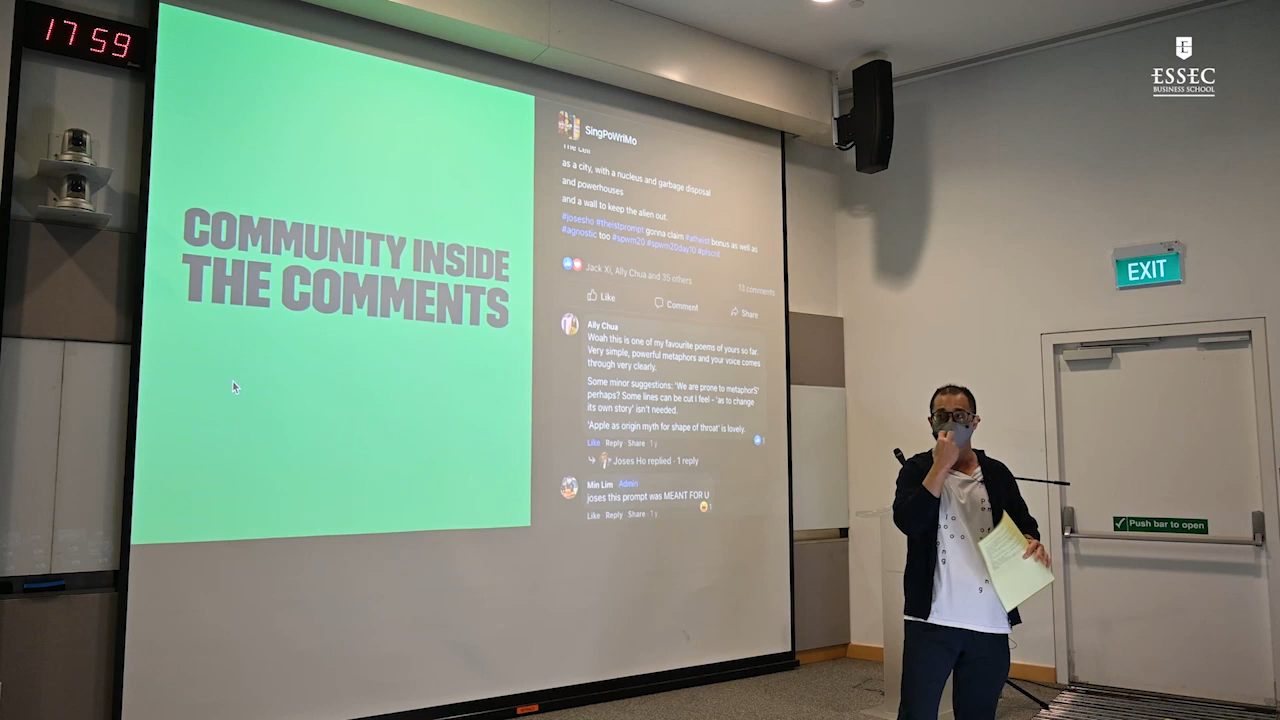 17 59
ESSEC
BUSINESS SCHOOL
COMMUNITY INSIDE
THE COMMENTS
SingPoWriMo
The Cell
as a city, with a nucleus and garbage disposal
and powerhouses
and a wall to keep the alien out.
#josesho #theistprompt gonna claim #atheist bonus as well as
#agnostic too #spwm20 #spwm20day10 #plscrit
Jack Xi, Ally Chua and 35 others
13 comments
Like
Comment
Share
Ally Chua
Woah this is one of my favourite poems of yours so far.
Very simple, powerful metaphors and your voice comes
through very clearly.
Some minor suggestions: 'We are prone to metaphorS'
perhaps? Some lines can be cut I feel - 'as to change
its own story' isn't needed.
'Apple as origin myth for shape of throat' is lovely.
Like Reply Share 1 y
Joses Ho replied · 1 reply
Min Lim Admin
joses this prompt was MEANT FOR U
Like Reply Share 1 y
EXIT
Push bar to open